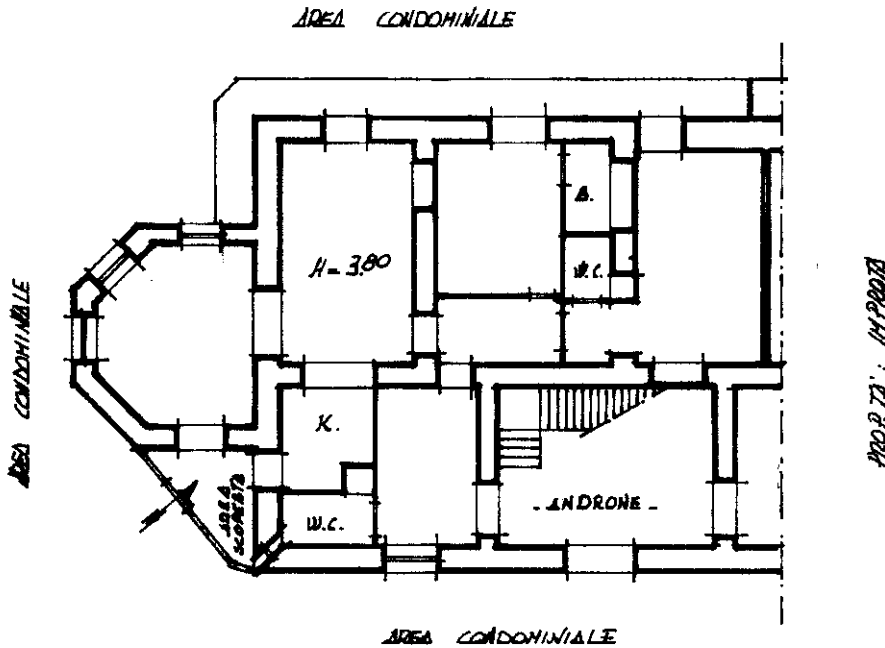 AREA CONDOMINIALE
B.
W.C.
H = 3.80
AREA CONDOMINIALE
PROP.TA': IMPROTA
K.
AREA
SCOPERTA
W.C.
- ANDRONE -
AREA CONDOMINIALE